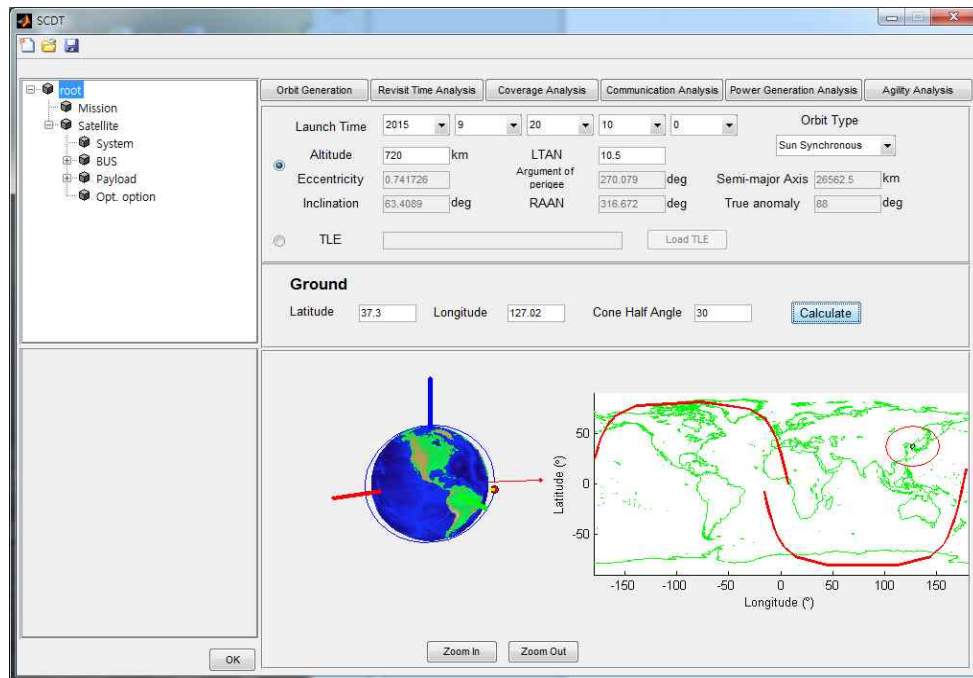 SCDT
root
Mission
Satellite
System
BUS
Payload
Opt. option
OK
Orbit Generation Revisit Time Analysis Coverage Analysis Communication Analysis Power Generation Analysis Agility Analysis
Launch Time 2015 9 20 10 0 Orbit Type
Sun Synchronous
Altitude 720 km LTAN 10.5
Eccentricity 0.741726 Argument of perigee 270.079 deg Semi-major Axis 26562.5 km
Inclination 63.4089 deg RAAN 316.672 deg True anomaly 88 deg
TLE Load TLE
Ground
Latitude 37.3 Longitude 127.02 Cone Half Angle 30 Calculate
Latitude (°)
50
0
-50
-150 -100 -50 0 50 100 150
Longitude (°)
Zoom In Zoom Out